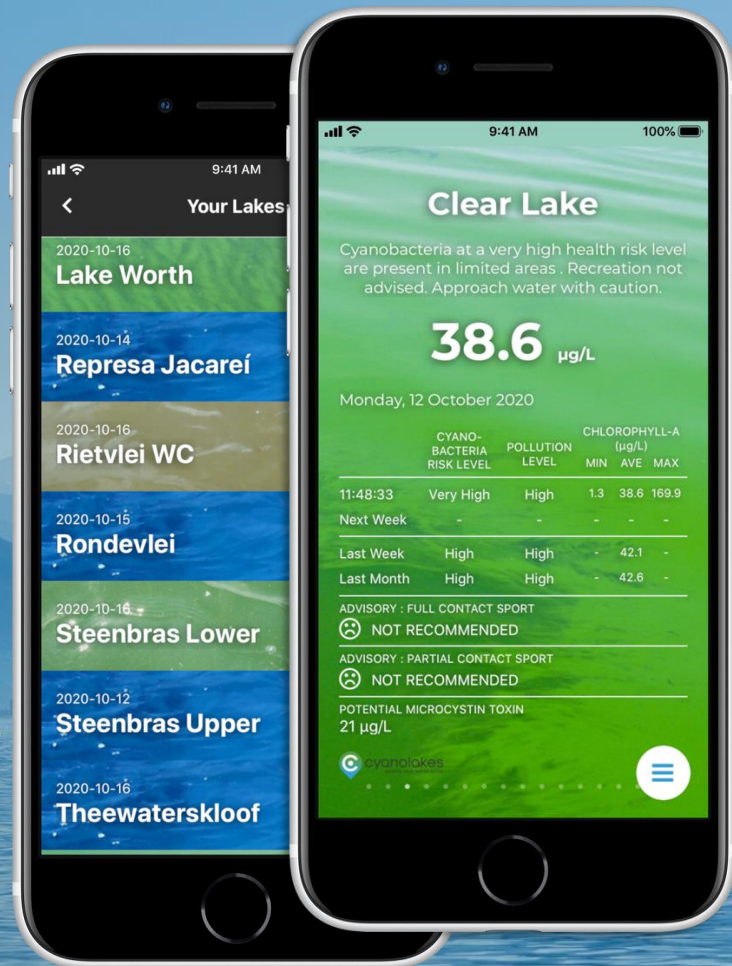 9:41 AM
Your Lakes
2020-10-16
Lake Worth
2020-10-14
Represa Jacareí
2020-10-16
Rietvlei WC
2020-10-15
Rondevlei
2020-10-16
Steenbras Lower
2020-10-12
Steenbras Upper
2020-10-16
Theewaterskloof
9:41 AM 100%
Clear Lake
Cyanobacteria at a very high health risk level
are present in limited areas . Recreation not
advised. Approach water with caution.
38.6 µg/L
Monday, 12 October 2020
CYANO-
BACTERIA
RISK LEVEL
POLLUTION
LEVEL
CHLOROPHYLL-A
(µg/L)
MIN AVE MAX
11:48:33 Very High High 1.3 38.6 169.9
Next Week - - - - -
Last Week High High - 42.1 -
Last Month High High - 42.6 -
ADVISORY : FULL CONTACT SPORT
NOT RECOMMENDED
ADVISORY : PARTIAL CONTACT SPORT
NOT RECOMMENDED
POTENTIAL MICROCYSTIN TOXIN
21 µg/L
cyanolakes